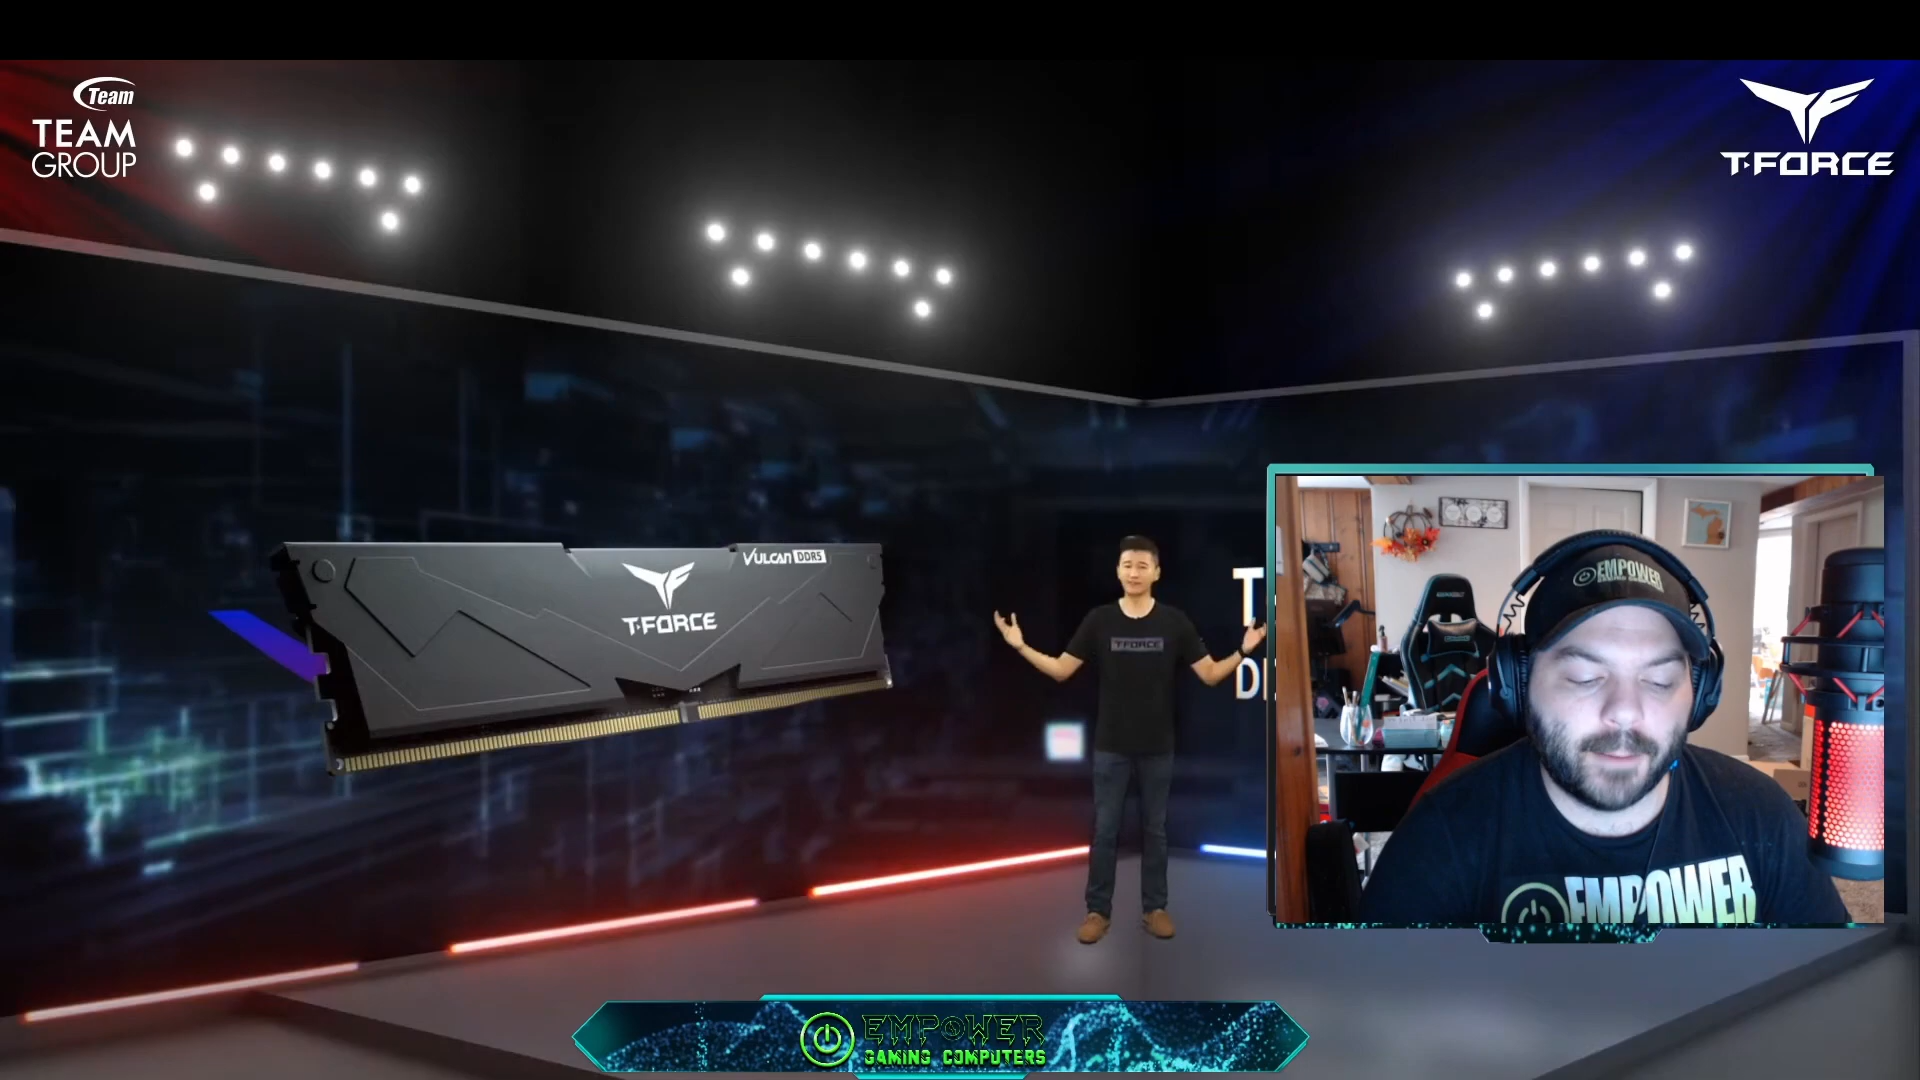 Team
TEAM
GROUP
T-FORCE
VULCAN DDR5
T-FORCE
T-FORCE
EMPOWER
EMPOWER
EMPOWER
GAMING COMPUTERS